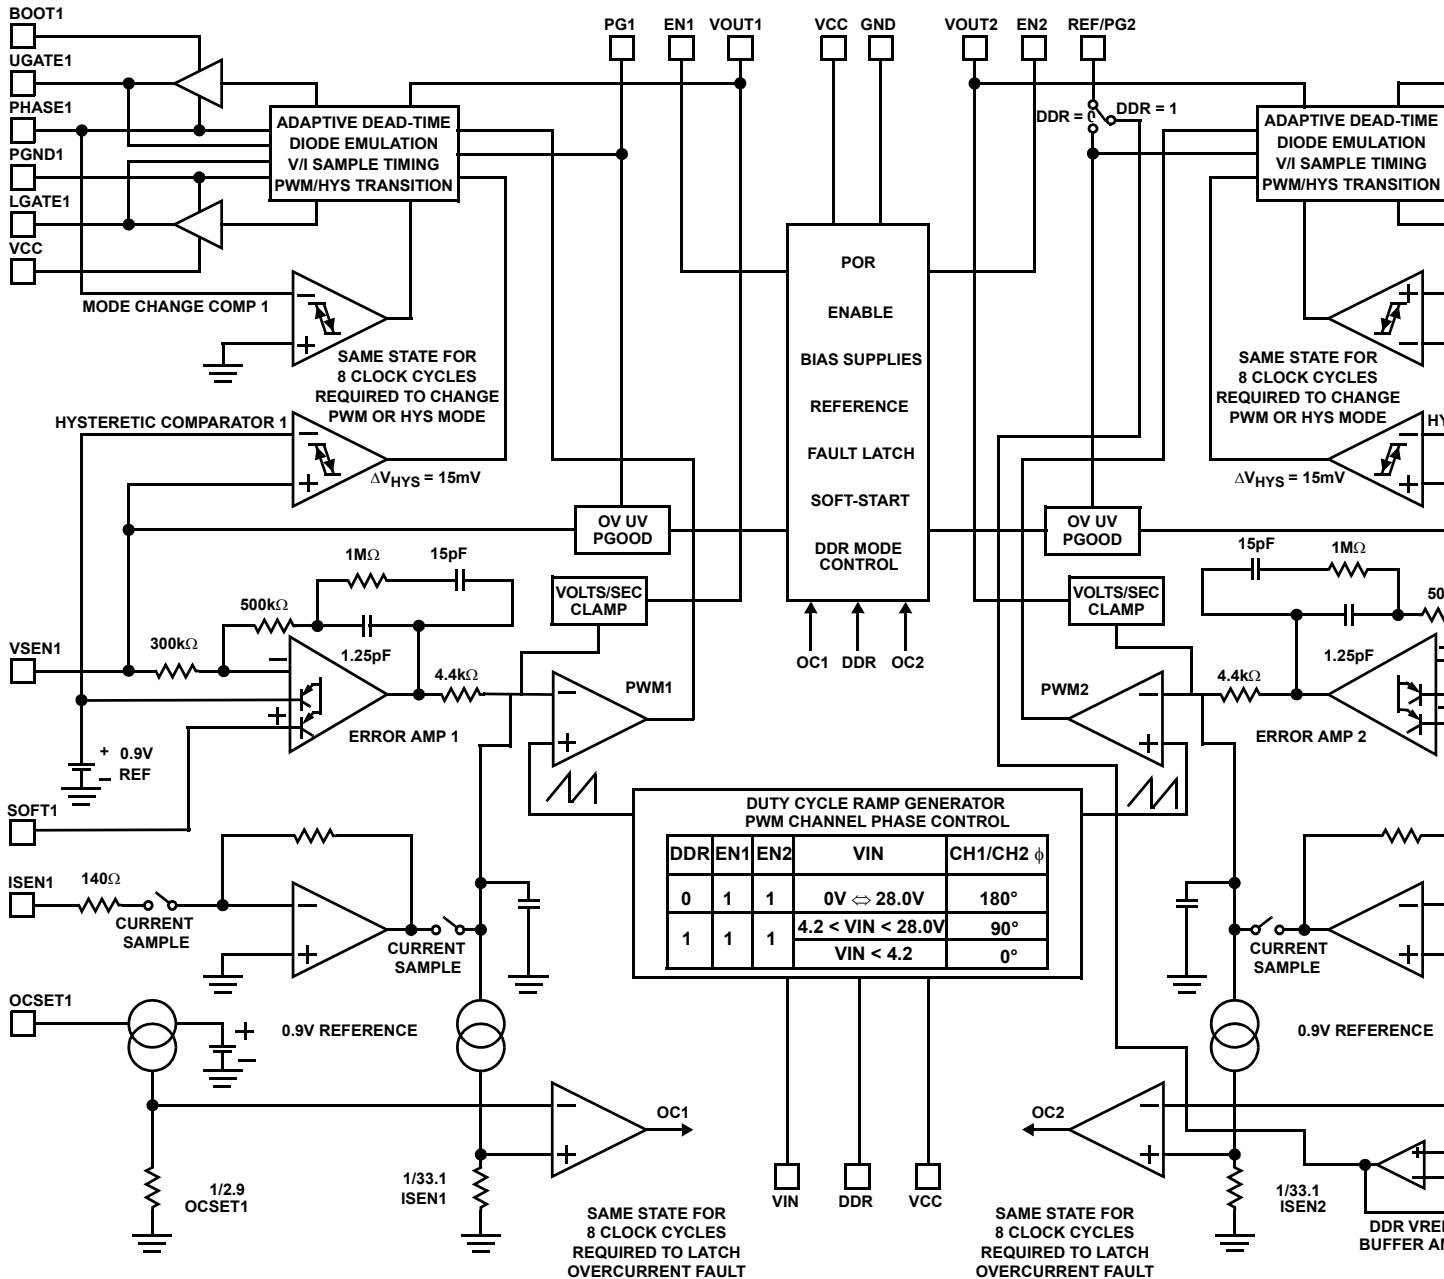 BOOT1
UGATE1
PHASE1
PGND1
LGATE1
VCC
PG1
EN1
VOUT1
VCC
GND
VOUT2
EN2
REF/PG2
DDR = 0
DDR = 1
ADAPTIVE DEAD-TIME
DIODE EMULATION
V/I SAMPLE TIMING
PWM/HYS TRANSITION
ADAPTIVE DEAD-TIME
DIODE EMULATION
V/I SAMPLE TIMING
PWM/HYS TRANSITION
MODE CHANGE COMP 1
SAME STATE FOR
8 CLOCK CYCLES
REQUIRED TO CHANGE
PWM OR HYS MODE
HYSTERETIC COMPARATOR 1
ΔVHYS = 15mV
POR
ENABLE
BIAS SUPPLIES
REFERENCE
FAULT LATCH
SOFT-START
DDR MODE
CONTROL
OC1
DDR
OC2
SAME STATE FOR
8 CLOCK CYCLES
REQUIRED TO CHANGE
PWM OR HYS MODE
HY
ΔVHYS = 15mV
OV UV
PGOOD
OV UV
PGOOD
1MΩ
15pF
500kΩ
1.25pF
VOLTS/SEC
CLAMP
VOLTS/SEC
CLAMP
15pF
1MΩ
50
1.25pF
VSEN1
300kΩ
4.4kΩ
PWM1
ERROR AMP 1
+ 0.9V
− REF
PWM2
4.4kΩ
ERROR AMP 2
SOFT1
DUTY CYCLE RAMP GENERATOR
PWM CHANNEL PHASE CONTROL
DDR EN1 EN2 VIN CH1/CH2 ϕ
0 1 1 0V ⇔ 28.0V 180°
1 1 1 4.2 < VIN < 28.0V 90°
VIN < 4.2 0°
ISEN1
140Ω
CURRENT
SAMPLE
CURRENT
SAMPLE
CURRENT
SAMPLE
OCSET1
0.9V REFERENCE
0.9V REFERENCE
OC1
OC2
1/2.9
OCSET1
1/33.1
ISEN1
VIN
DDR
VCC
1/33.1
ISEN2
SAME STATE FOR
8 CLOCK CYCLES
REQUIRED TO LATCH
OVERCURRENT FAULT
SAME STATE FOR
8 CLOCK CYCLES
REQUIRED TO LATCH
OVERCURRENT FAULT
DDR VRE
BUFFER A